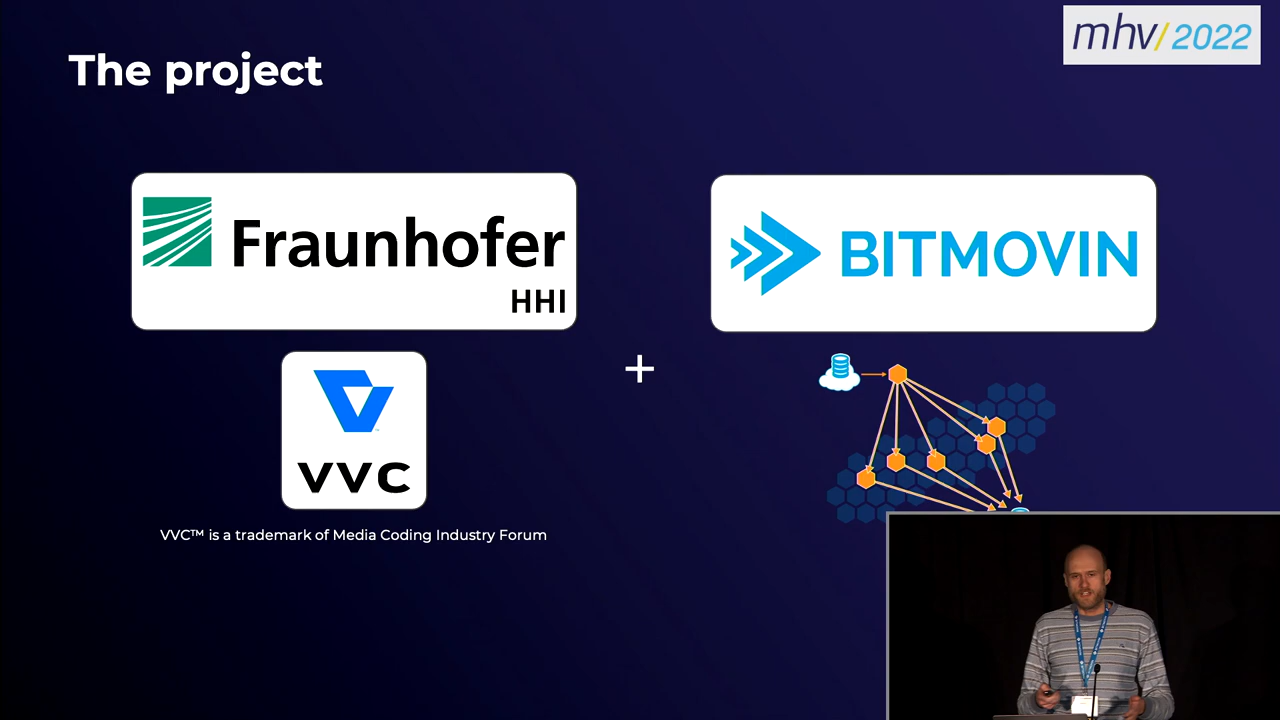 The project
mhv/2022
Fraunhofer
HHI
BITMOVIN
+
VVC
VVC™ is a trademark of Media Coding Industry Forum